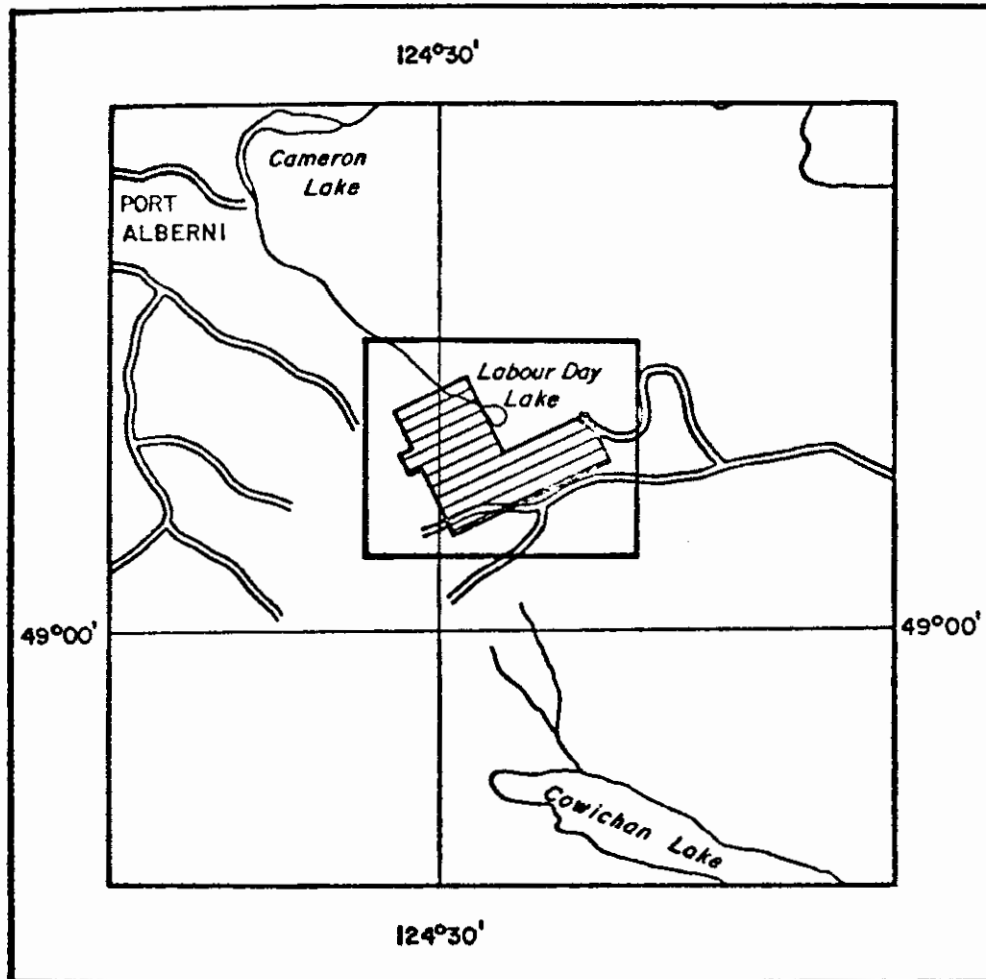 124°30'
Cameron
Lake
PORT
ALBERNI
Labour Day
Lake
49°00'
49°00'
Cowichan Lake
124°30'